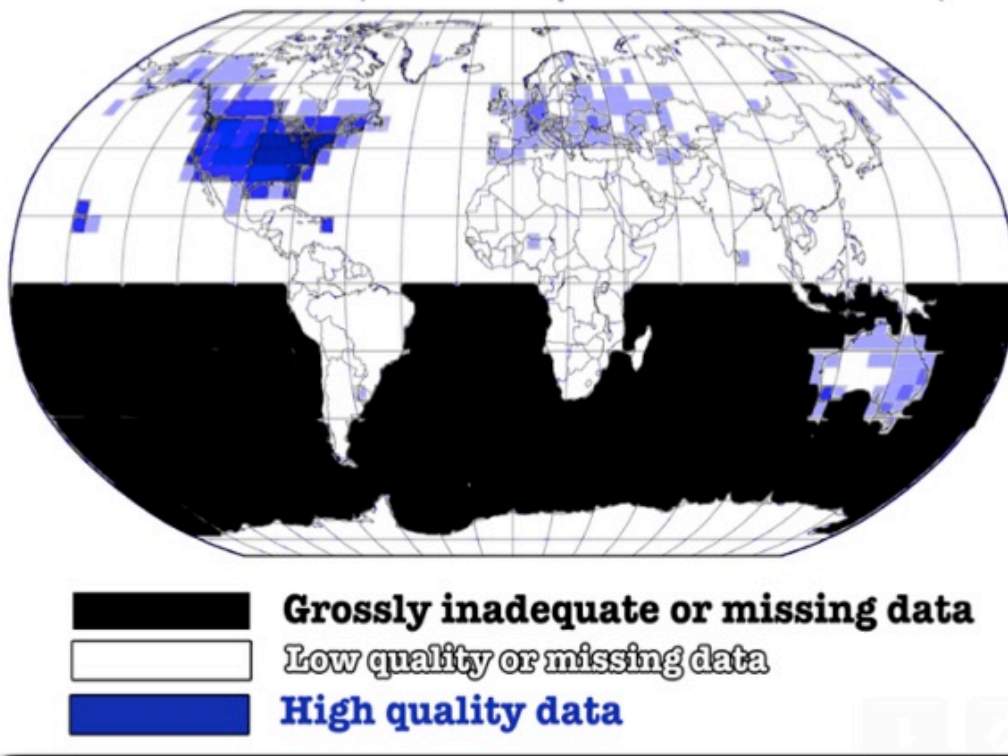 Grossly inadequate or missing data
Low quality or missing data
High quality data